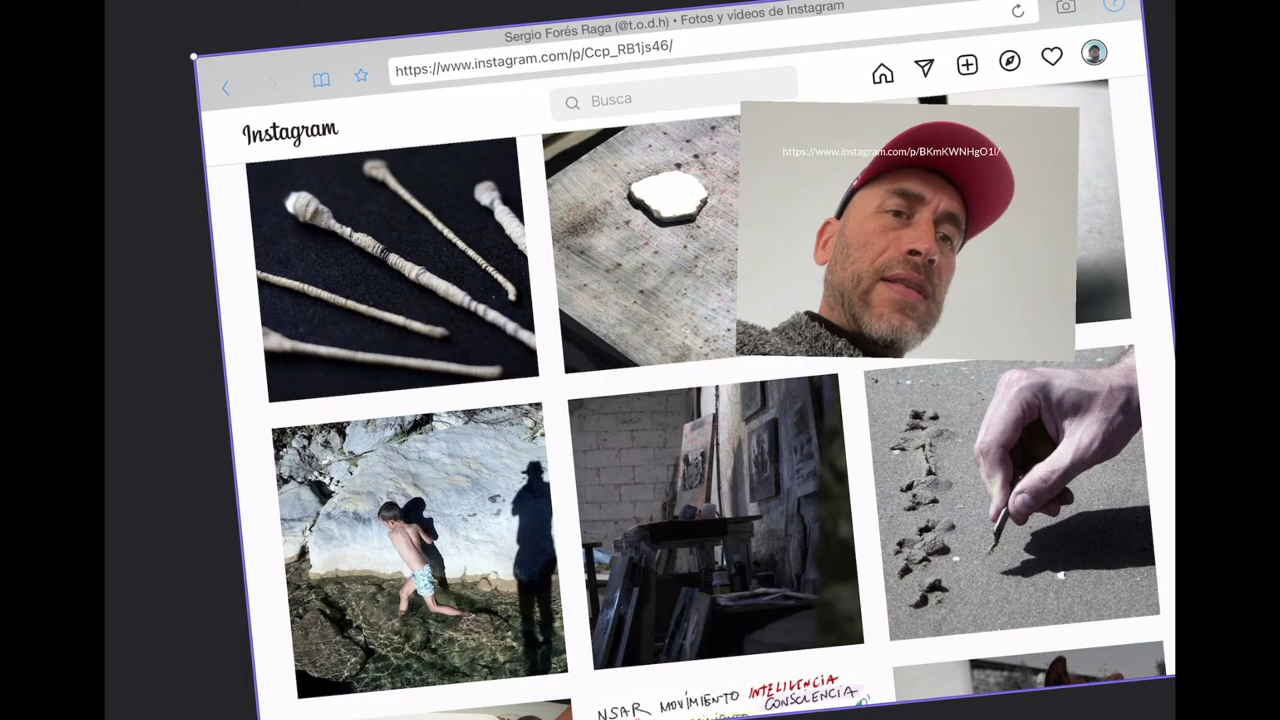 Sergio Forés Raga (@t.o.d.h) • Fotos y vídeos de Instagram
https://www.instagram.com/p/Ccp_RB1js46/
Instagram
Busca
https://www.instagram.com/p/BKmKWNHgO1l/
NSAR MOVÍMIENTO INTELIGENCIA
CONSCIENCIA